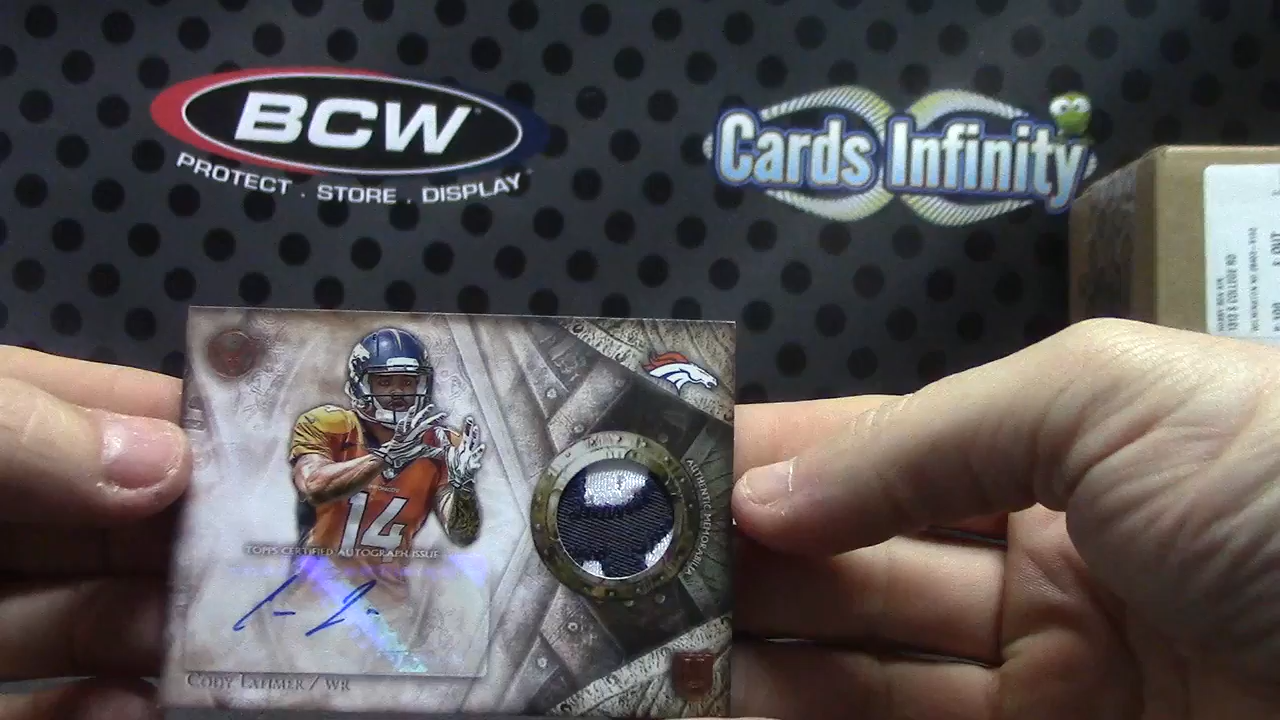 BCW
PROTECT . STORE . DISPLAY
Cards Infinity
14
TOPPS CERTIFIED AUTOGRAPH ISSUE
AUTHENTIC MEMORABILIA
CODY LATIMER / WR